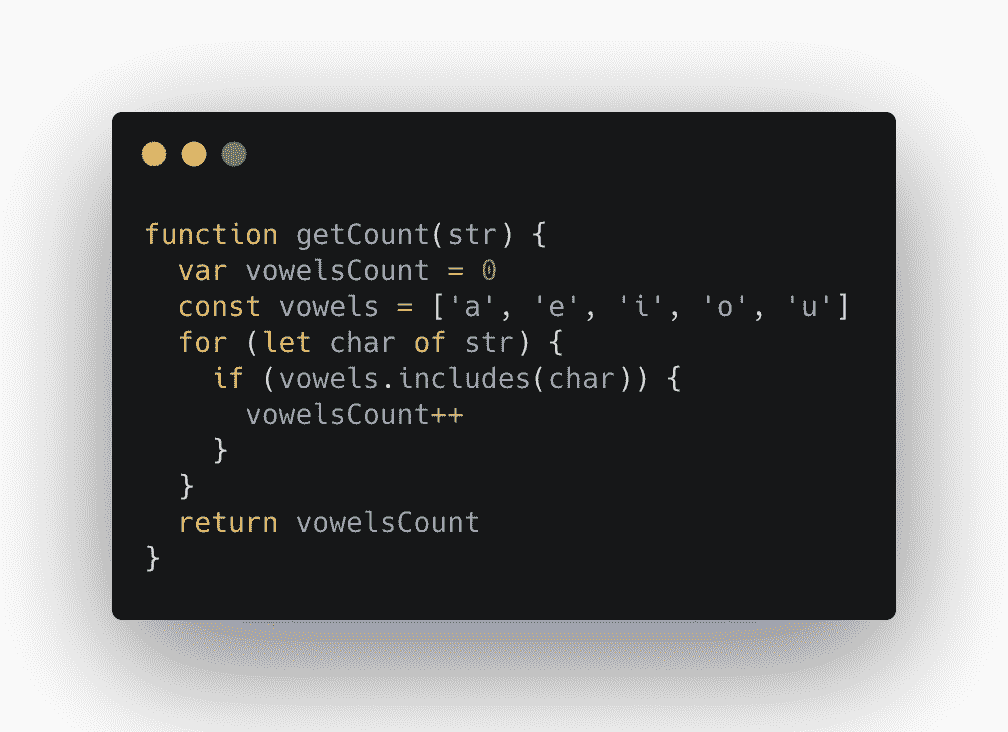 function getCount(str) {
  var vowelsCount = 0
  const vowels = ['a', 'e', 'i', 'o', 'u']
  for (let char of str) {
    if (vowels.includes(char)) {
      vowelsCount++
    }
  }
  return vowelsCount
}